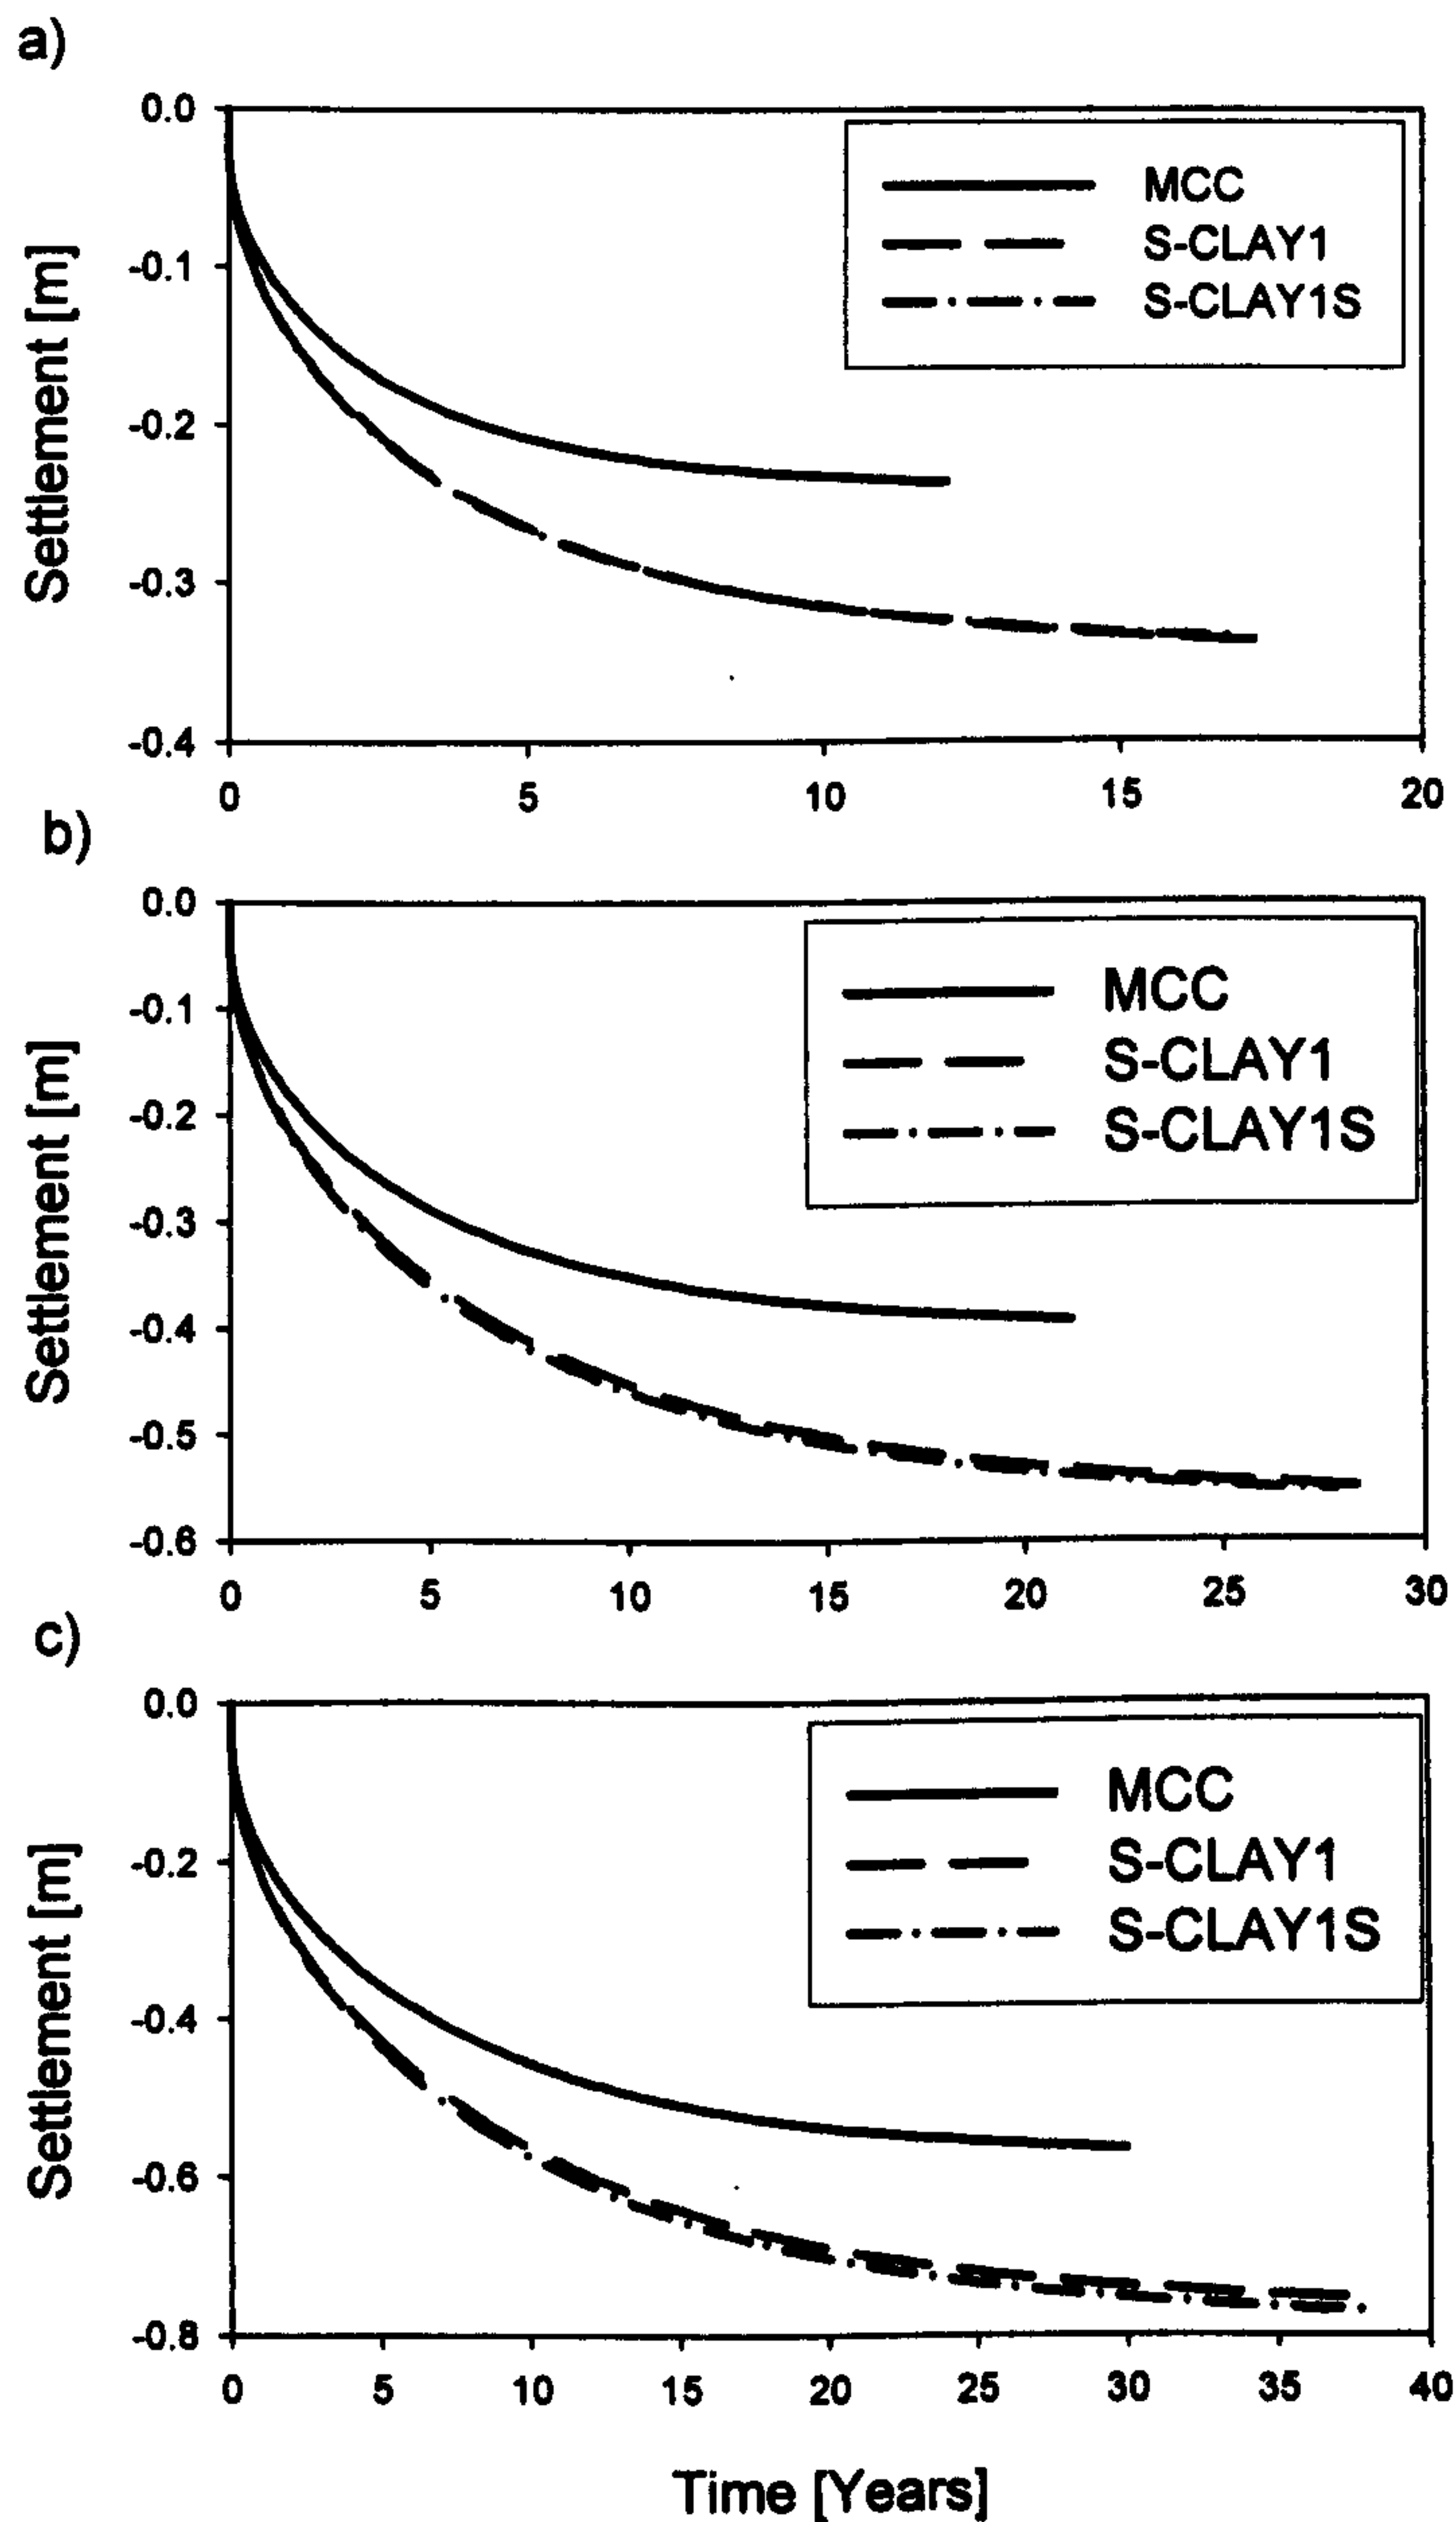 a)
0.0
-0.1
-0.2
-0.3
-0.4
Settlement [m]
MCC
S-CLAY1
S-CLAY1S
0 5 10 15 20
b)
0.0
-0.1
-0.2
-0.3
-0.4
-0.5
-0.6
Settlement [m]
MCC
S-CLAY1
S-CLAY1S
0 5 10 15 20 25 30
c)
0.0
-0.2
-0.4
-0.6
-0.8
Settlement [m]
MCC
S-CLAY1
S-CLAY1S
0 5 10 15 20 25 30 35 40
Time [Years]